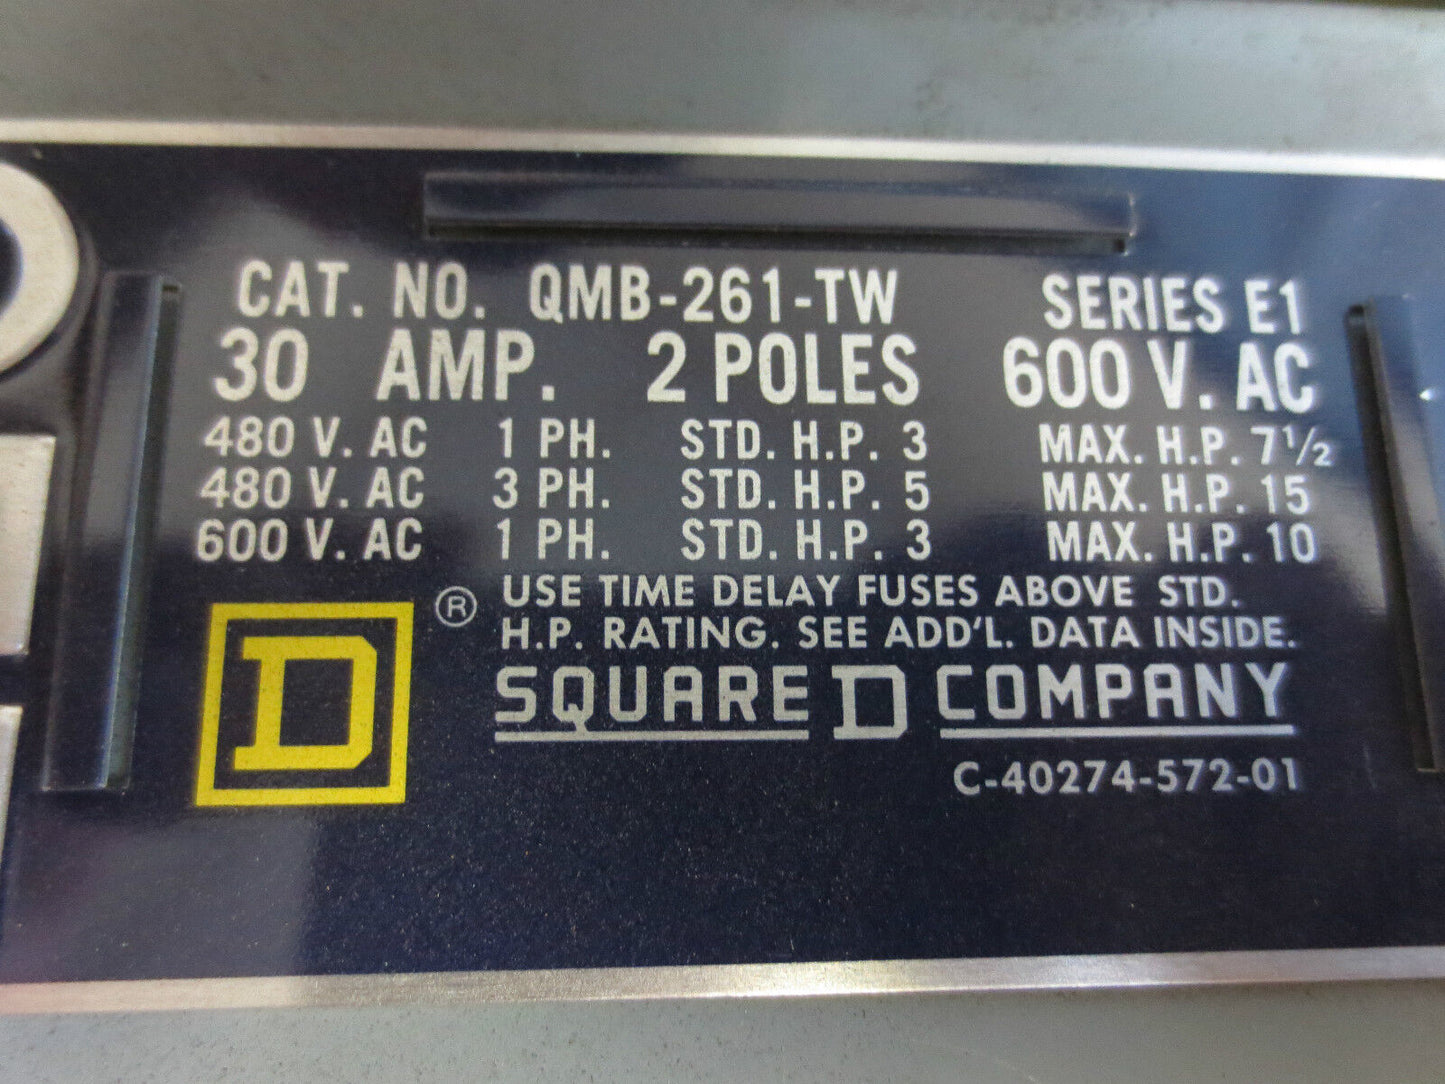 CAT. NO. QMB-261-TW SERIES E1
30 AMP. 2 POLES 600 V. AC
480 V. AC 1 PH. STD. H.P. 3 MAX. H.P. 7 1/2
480 V. AC 3 PH. STD. H.P. 5 MAX. H.P. 15
600 V. AC 1 PH. STD. H.P. 3 MAX. H.P. 10
D ® USE TIME DELAY FUSES ABOVE STD.
H.P. RATING. SEE ADD'L. DATA INSIDE.
SQUARE D COMPANY
C-40274-572-01